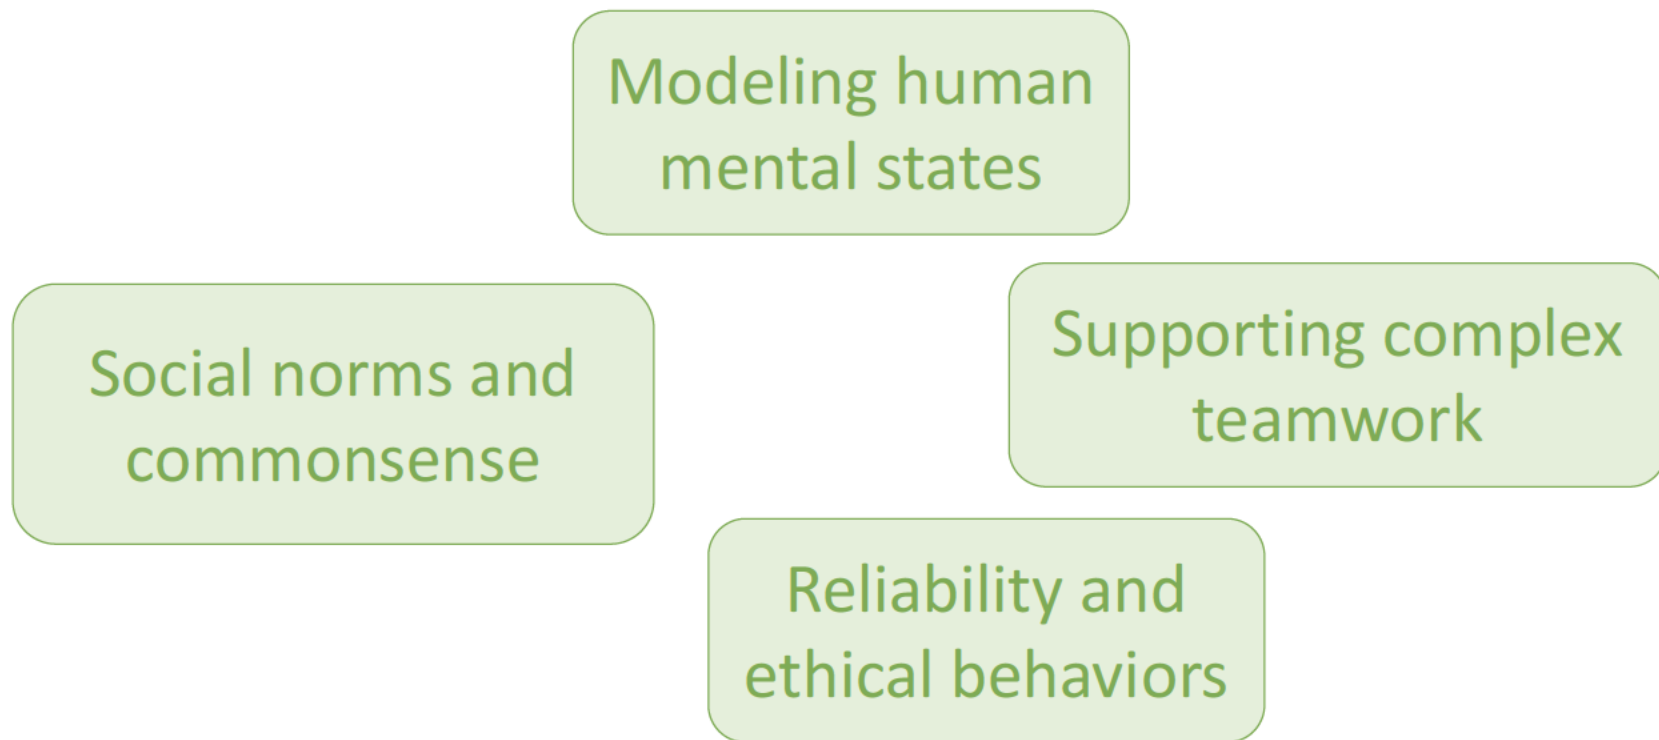 Modeling human
mental states
Social norms and
commonsense
Supporting complex
teamwork
Reliability and
ethical behaviors